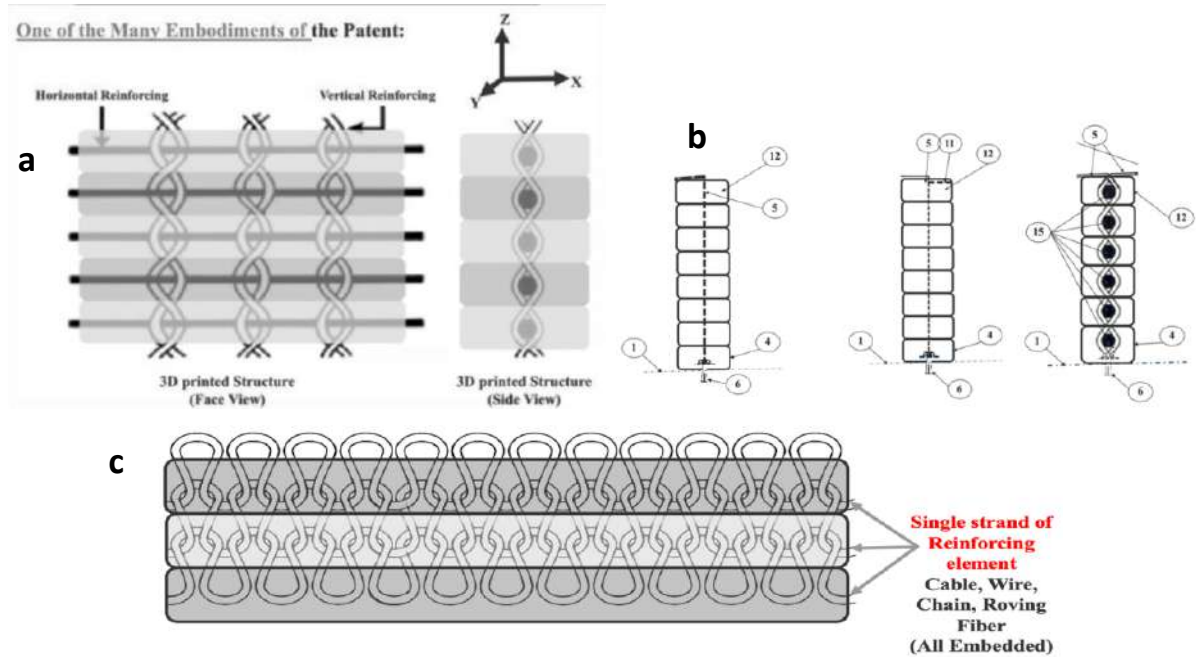 One of the Many Embodiments of the Patent:
Z
X
Y
Horizontal Reinforcing
Vertical Reinforcing
a
3D printed Structure
(Face View)
3D printed Structure
(Side View)
b
12
5
4
1
6
5
11
12
4
1
6
5
12
15
4
1
6
c
Single strand of
Reinforcing
element
Cable, Wire,
Chain, Roving
Fiber
(All Embedded)